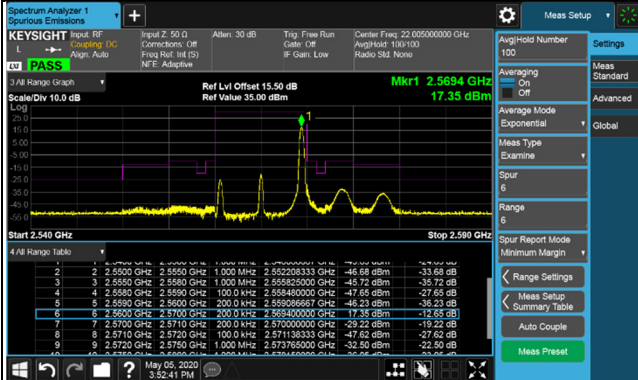 Spectrum Analyzer 1
Spurious Emissions
Meas Setup
KEYSIGHT
L
Input: RF
Coupling: DC
Align: Auto
Input Z: 50 Ω
Corrections: Off
Freq Ref: Int (S)
NFE: Adaptive
Atten: 30 dB
Trig: Free Run
Gate: Off
IF Gain: Low
Center Freq: 22.005000000 GHz
Avg|Hold: 100/100
Radio Std: None
LXI PASS
3 All Range Graph
Scale/Div 10.0 dB
Ref Lvl Offset 15.50 dB
Ref Value 35.00 dBm
Mkr1 2.5694 GHz
17.35 dBm
Log
25.0
15.0
5.00
-5.00
-15.0
-25.0
-35.0
-45.0
-55.0
1
Start 2.540 GHz
Stop 2.590 GHz
4 All Range Table
2 2 2.5500 GHz 2.5550 GHz 1.000 MHz 2.552208333 GHz -46.68 dBm -33.68 dB
3 3 2.5550 GHz 2.5580 GHz 1.000 MHz 2.555825000 GHz -45.72 dBm -35.72 dB
4 4 2.5580 GHz 2.5590 GHz 100.0 kHz 2.558480000 GHz -47.65 dBm -27.65 dB
5 5 2.5590 GHz 2.5600 GHz 200.0 kHz 2.559086667 GHz -46.23 dBm -36.23 dB
6 6 2.5600 GHz 2.5700 GHz 200.0 kHz 2.569400000 GHz 17.35 dBm -12.65 dB
7 7 2.5700 GHz 2.5710 GHz 200.0 kHz 2.570000000 GHz -29.22 dBm -19.22 dB
8 8 2.5710 GHz 2.5720 GHz 100.0 kHz 2.571138333 GHz -47.62 dBm -27.62 dB
9 9 2.5720 GHz 2.5750 GHz 1.000 MHz 2.573765000 GHz -32.50 dBm -22.50 dB
May 05, 2020
3:52:41 PM
Avg|Hold Number
100
Averaging
On
Off
Average Mode
Exponential
Meas Type
Examine
Spur
6
Range
6
Spur Report Mode
Minimum Margin
Range Settings
Meas Setup
Summary Table
Auto Couple
Meas Preset
Settings
Meas
Standard
Advanced
Global